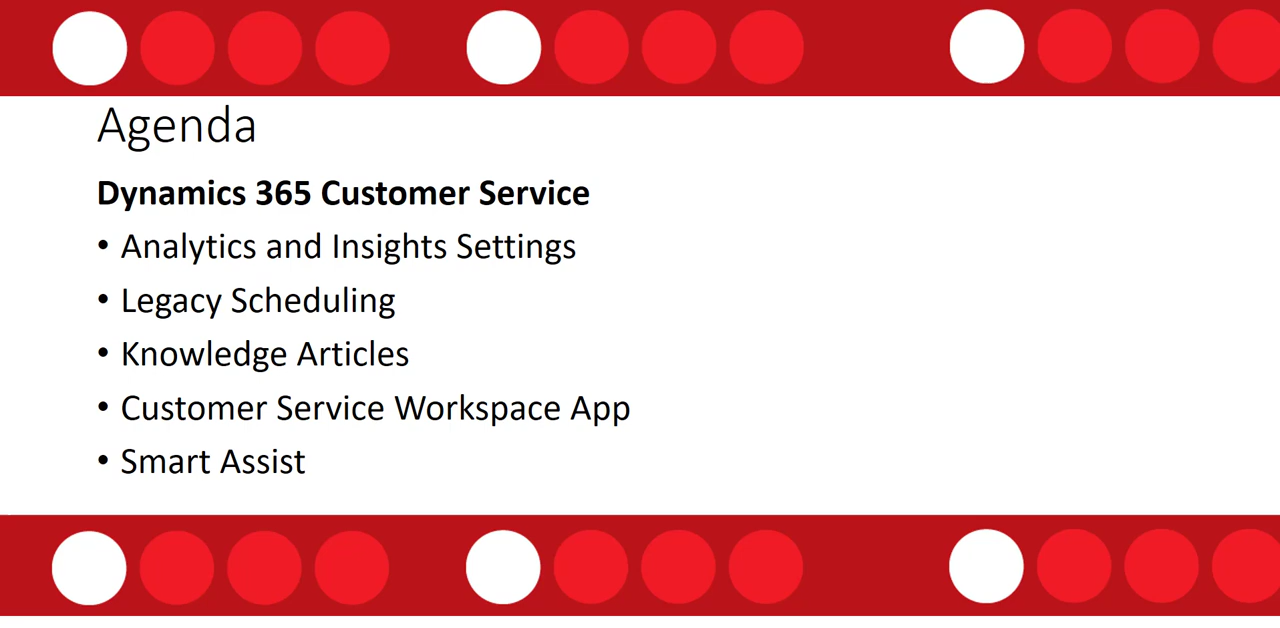 Agenda
Dynamics 365 Customer Service
• Analytics and Insights Settings
• Legacy Scheduling
• Knowledge Articles
• Customer Service Workspace App
• Smart Assist